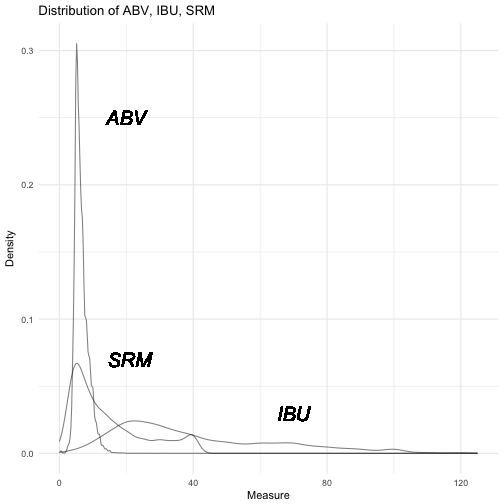 Distribution of ABV, IBU, SRM
0.3
ABV
0.2
Density
0.1
SRM
IBU
0.0
0 40 80 120
Measure